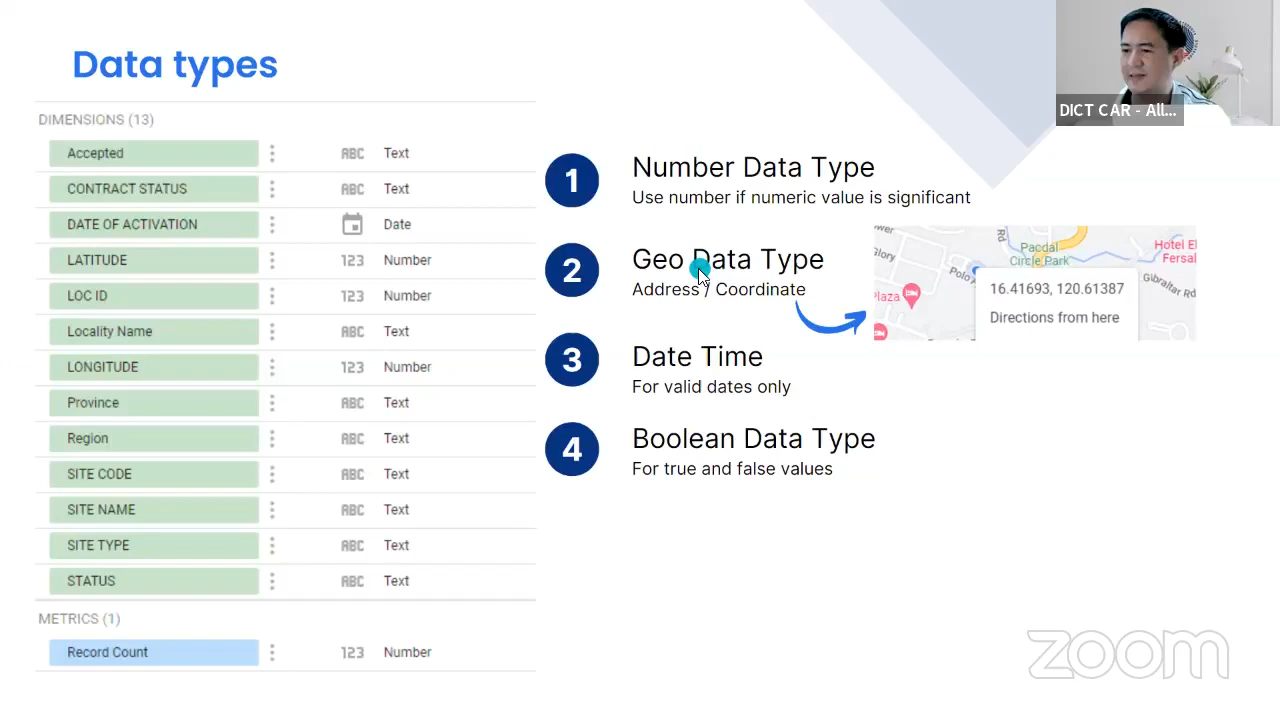 Data types
DIMENSIONS (13)
Accepted ABC Text
CONTRACT STATUS ABC Text
DATE OF ACTIVATION Date
LATITUDE 123 Number
LOC ID 123 Number
Locality Name ABC Text
LONGITUDE 123 Number
Province ABC Text
Region ABC Text
SITE CODE ABC Text
SITE NAME ABC Text
SITE TYPE ABC Text
STATUS ABC Text
METRICS (1)
Record Count 123 Number
1 Number Data Type
Use number if numeric value is significant
2 Geo Data Type
Address / Coordinate
3 Date Time
For valid dates only
4 Boolean Data Type
For true and false values
Glory
Rd
Pacdal
Circle Park
Hotel El
Fersal
Polo
Gibraltar Rd
Plaza
16.41693, 120.61387
Directions from here
DICT CAR - All...
zoom